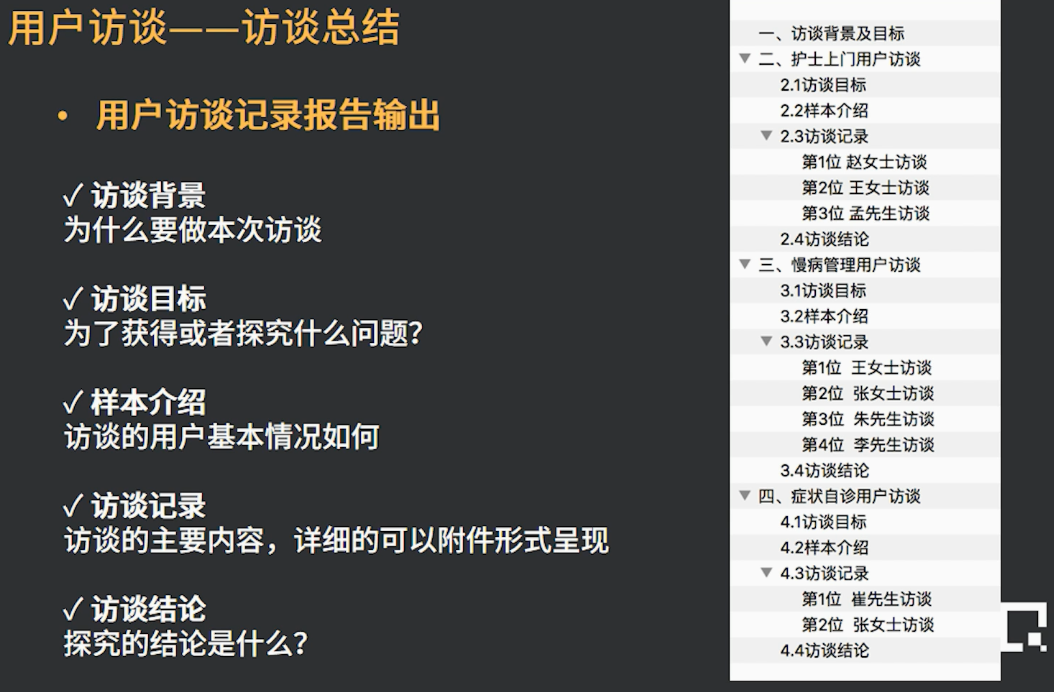 用户访谈——访谈总结
• 用户访谈记录报告输出
✓ 访谈背景
为什么要做本次访谈
✓ 访谈目标
为了获得或者探究什么问题?
✓ 样本介绍
访谈的用户基本情况如何
✓ 访谈记录
访谈的主要内容，详细的可以附件形式呈现
✓ 访谈结论
探究的结论是什么?
一、访谈背景及目标
▼ 二、护士上门用户访谈
2.1访谈目标
2.2样本介绍
▼ 2.3访谈记录
第1位 赵女士访谈
第2位 王女士访谈
第3位 孟先生访谈
2.4访谈结论
▼ 三、慢病管理用户访谈
3.1访谈目标
3.2样本介绍
▼ 3.3访谈记录
第1位 王女士访谈
第2位 张女士访谈
第3位 朱先生访谈
第4位 李先生访谈
3.4访谈结论
▼ 四、症状自诊用户访谈
4.1访谈目标
4.2样本介绍
▼ 4.3访谈记录
第1位 崔先生访谈
第2位 张女士访谈
4.4访谈结论